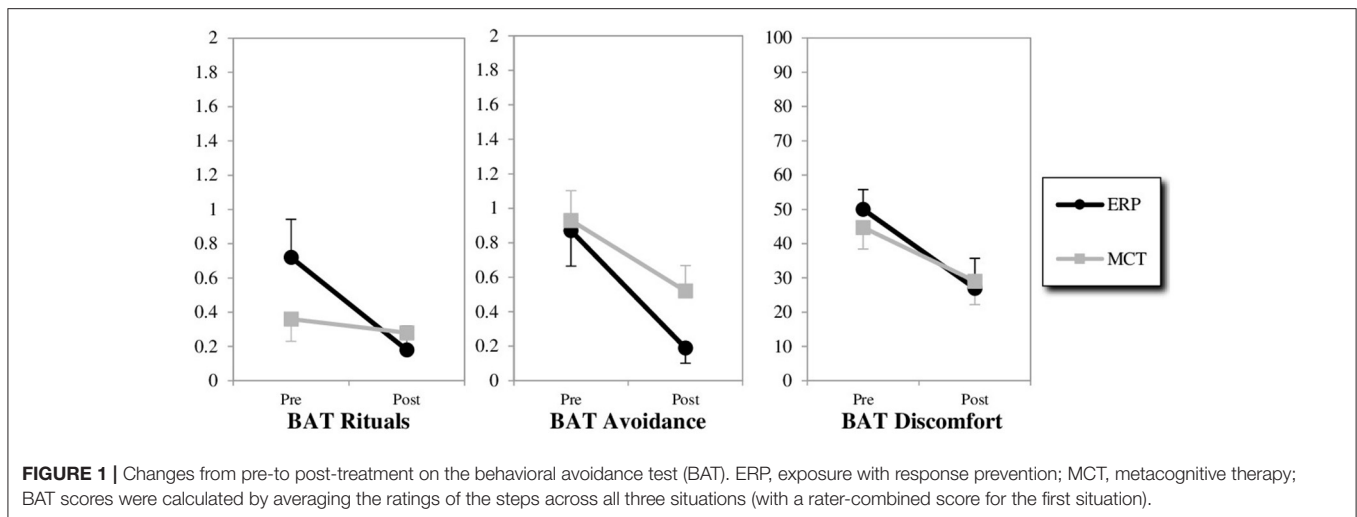 2
1.8
1.6
1.4
1.2
1
0.8
0.6
0.4
0.2
0
Pre
Post
BAT Rituals
2
1.8
1.6
1.4
1.2
1
0.8
0.6
0.4
0.2
0
Pre
Post
BAT Avoidance
100
90
80
70
60
50
40
30
20
10
0
Pre
Post
BAT Discomfort
ERP
MCT
FIGURE 1 | Changes from pre-to post-treatment on the behavioral avoidance test (BAT). ERP, exposure with response prevention; MCT, metacognitive therapy;
BAT scores were calculated by averaging the ratings of the steps across all three situations (with a rater-combined score for the first situation).